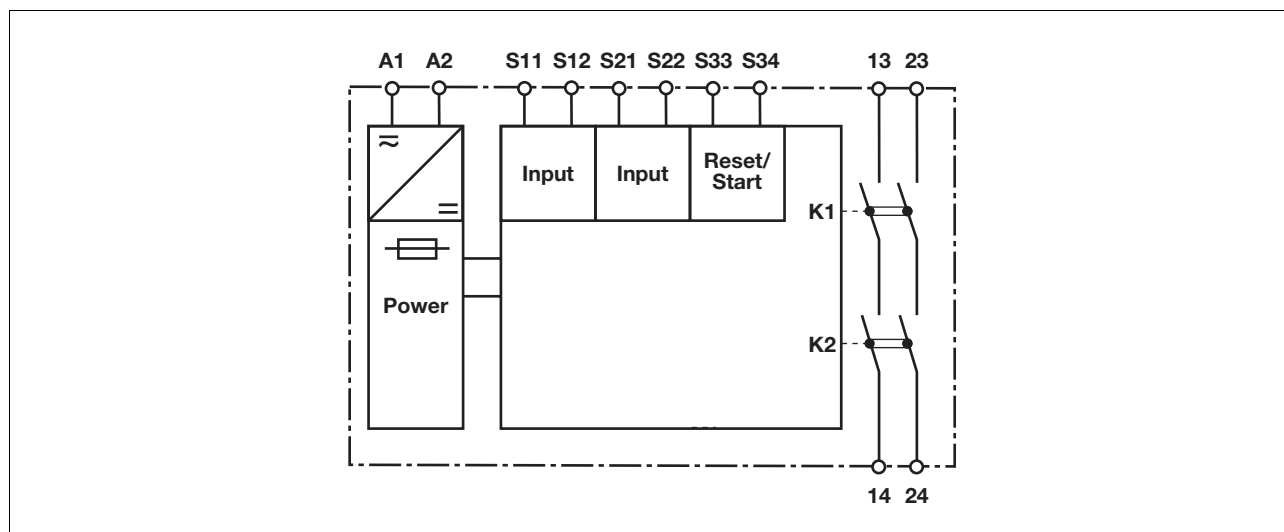 A1 A2 S11 S12 S21 S22 S33 S34 13 23
Input Input Reset/
Start
K1
Power
K2
14 24